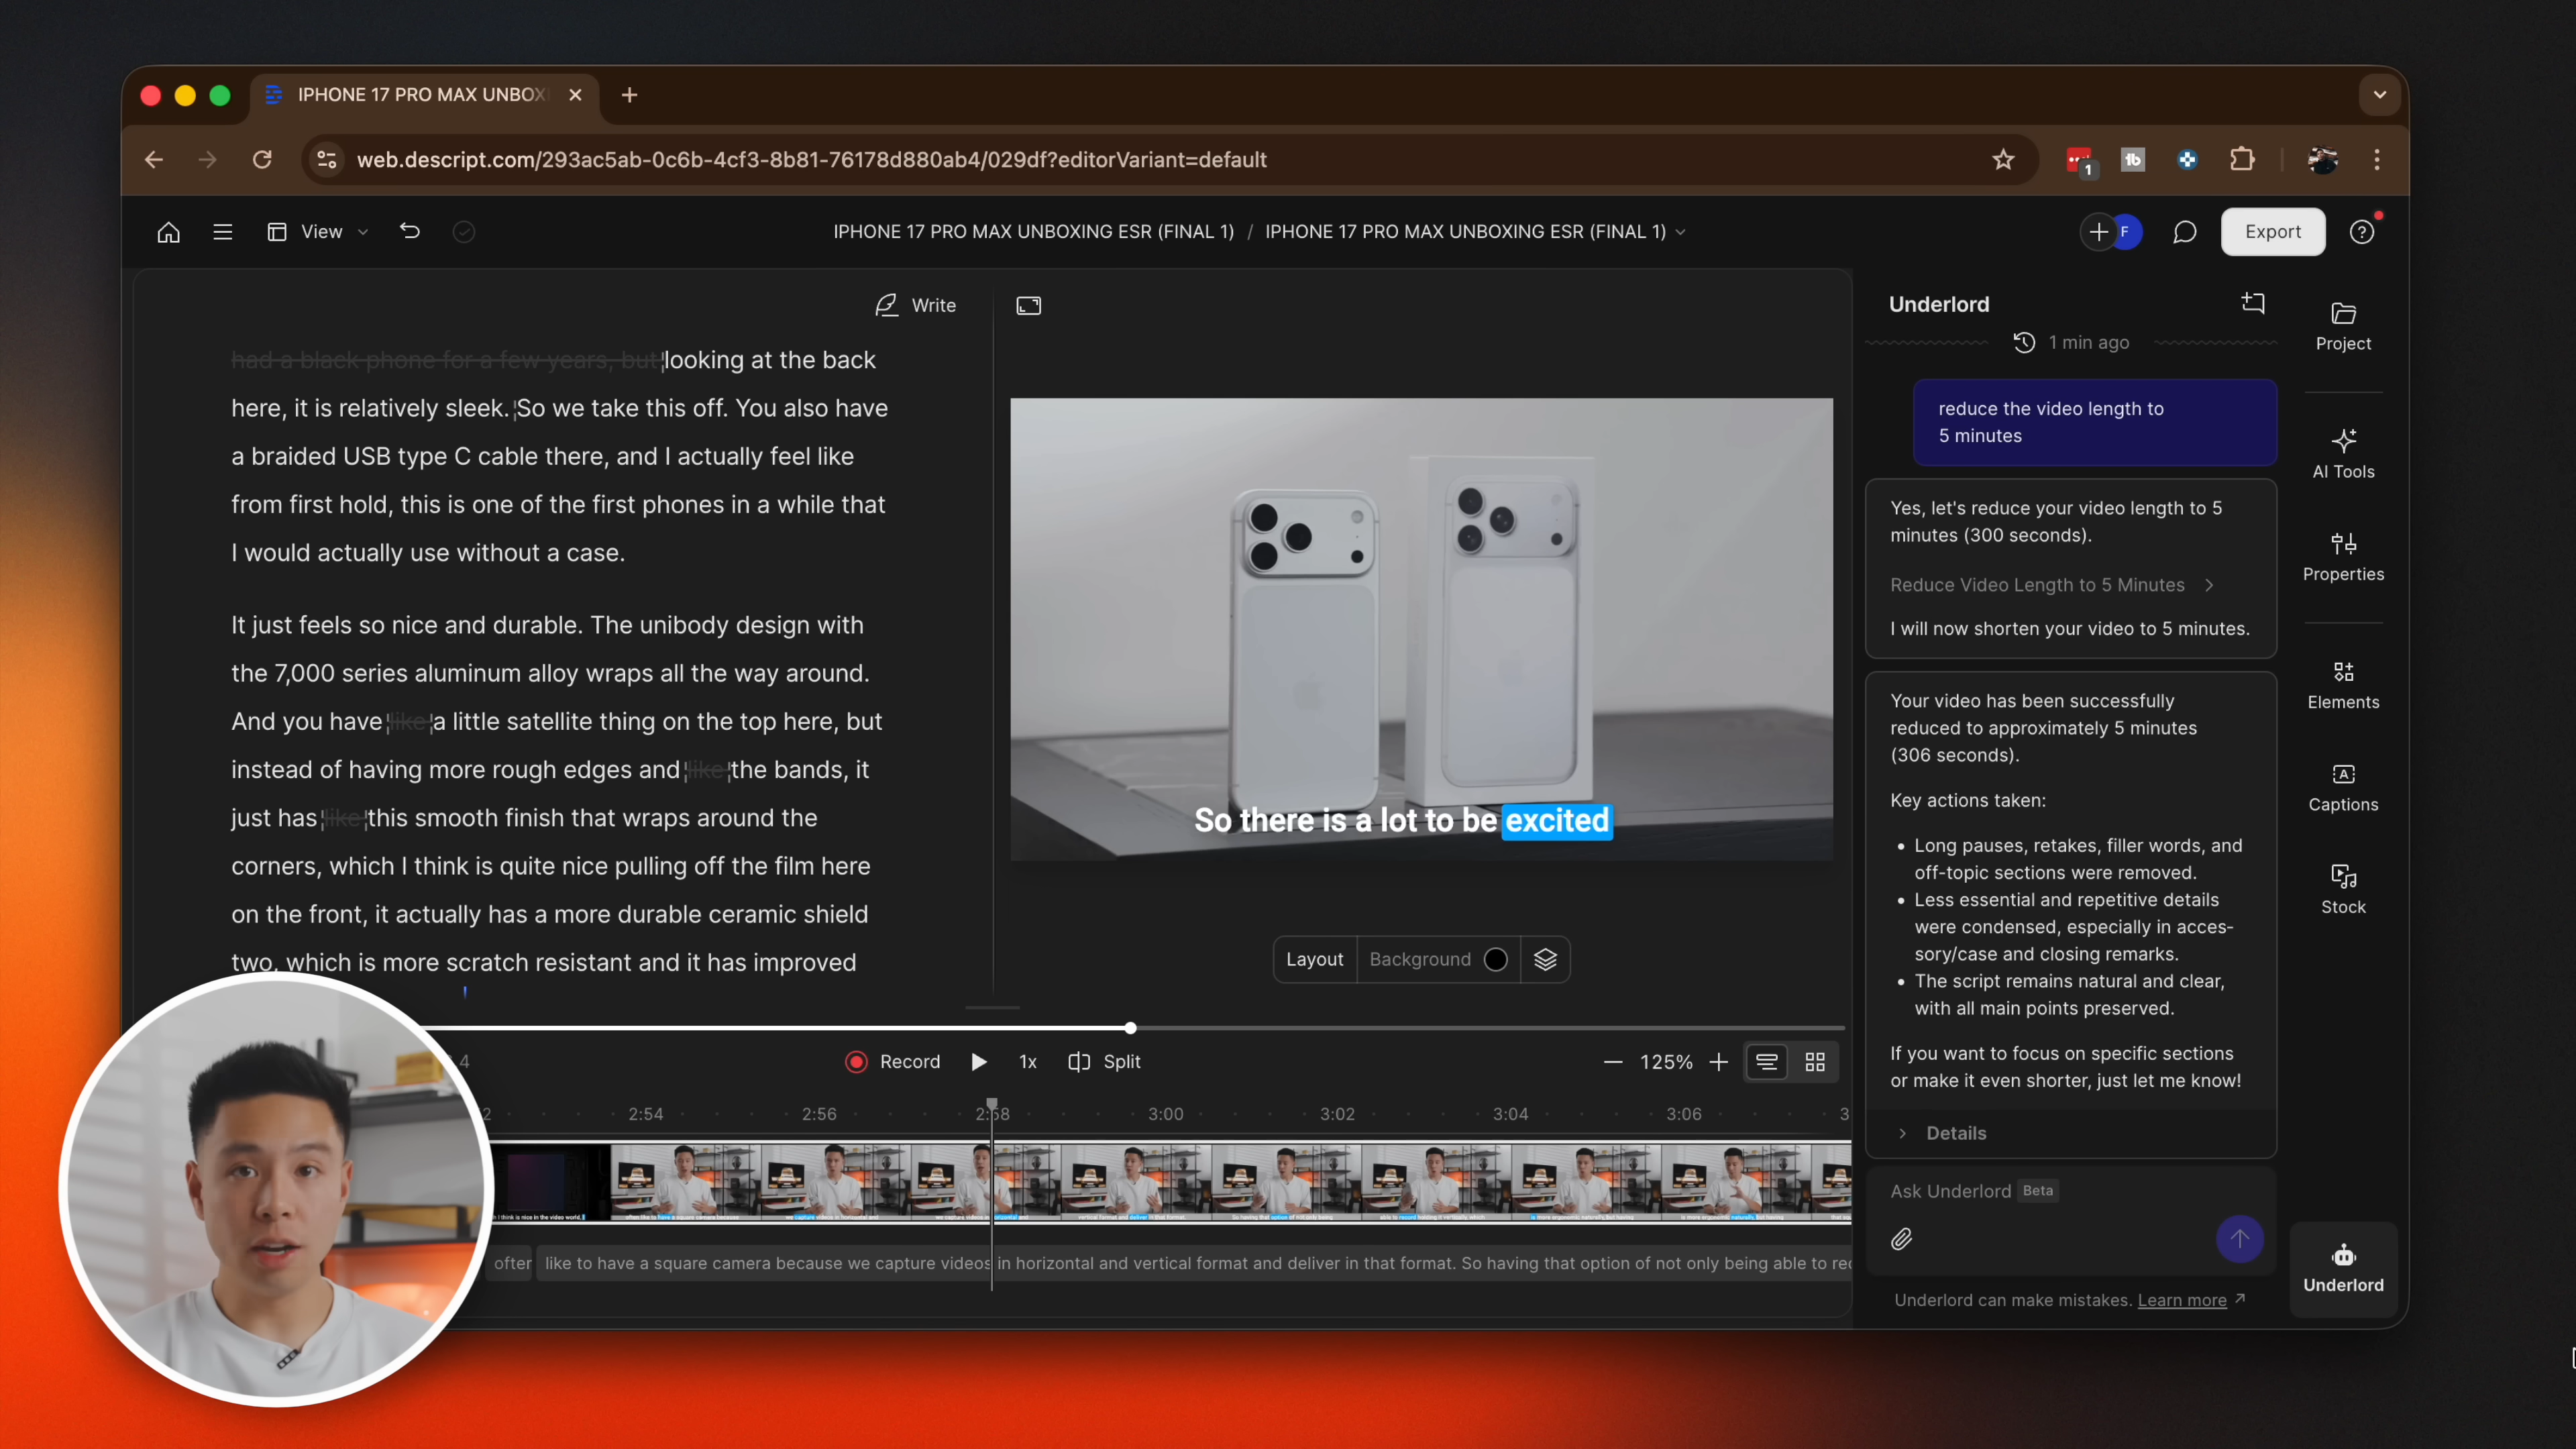 IPHONE 17 PRO MAX UNBOX
web.descript.com/293ac5ab-0c6b-4cf3-8b81-76178d880ab4/029df?editorVariant=default
1
View
IPHONE 17 PRO MAX UNBOXING ESR (FINAL 1) / IPHONE 17 PRO MAX UNBOXING ESR (FINAL 1)
F
Export
Write
had a black phone for a few years, but looking at the back
here, it is relatively sleek. So we take this off. You also have
a braided USB type C cable there, and I actually feel like
from first hold, this is one of the first phones in a while that
I would actually use without a case.
It just feels so nice and durable. The unibody design with
the 7,000 series aluminum alloy wraps all the way around.
And you have like a little satellite thing on the top here, but
instead of having more rough edges and like the bands, it
just has like this smooth finish that wraps around the
corners, which I think is quite nice pulling off the film here
on the front, it actually has a more durable ceramic shield
two, which is more scratch resistant and it has improved
So there is a lot to be excited
Layout
Background
4
Record
1x
Split
125%
2
2:54
2:56
2:58
3:00
3:02
3:04
3:06
3
ofter
like to have a square camera because we capture videos in horizontal and vertical format and deliver in that format. So having that option of not only being able to rec
Underlord
1 min ago
reduce the video length to
5 minutes
Yes, let's reduce your video length to 5
minutes (300 seconds).
Reduce Video Length to 5 Minutes
I will now shorten your video to 5 minutes.
Your video has been successfully
reduced to approximately 5 minutes
(306 seconds).
Key actions taken:
• Long pauses, retakes, filler words, and
off-topic sections were removed.
• Less essential and repetitive details
were condensed, especially in acces-
sory/case and closing remarks.
• The script remains natural and clear,
with all main points preserved.
If you want to focus on specific sections
or make it even shorter, just let me know!
Details
Ask Underlord Beta
Underlord can make mistakes. Learn more
Project
AI Tools
Properties
Elements
Captions
Stock
Underlord